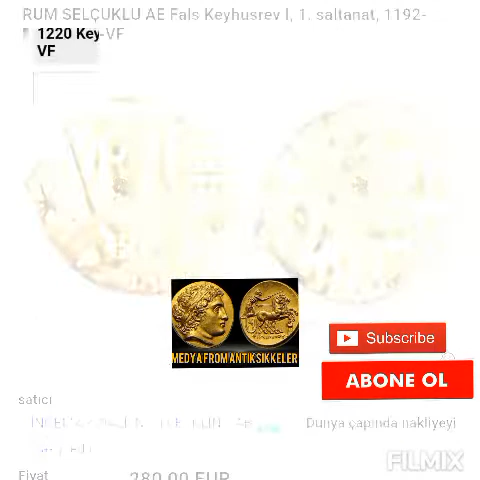 RUM SELÇUKLU AE Fals Keyhusrev I, 1. saltanat, 1192-
1220 Key -VF
VF
MEDYA FROM ANTIK SIKKELER
Subscribe
ABONE OL
satıcı
Dünya çapında nakliyeyi
Fiyat
280.00 EUR
FILMIX